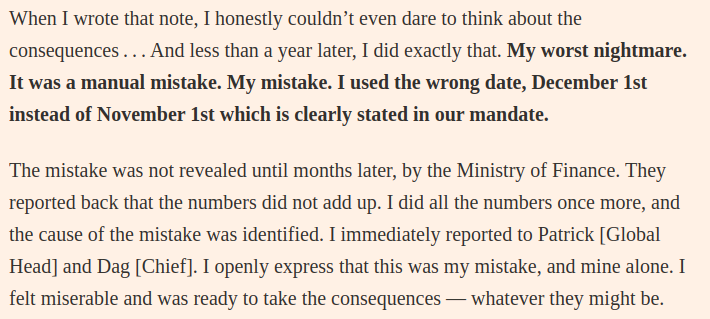 When I wrote that note, I honestly couldn’t even dare to think about the
consequences . . . And less than a year later, I did exactly that. My worst nightmare.
It was a manual mistake. My mistake. I used the wrong date, December 1st
instead of November 1st which is clearly stated in our mandate.
The mistake was not revealed until months later, by the Ministry of Finance. They
reported back that the numbers did not add up. I did all the numbers once more, and
the cause of the mistake was identified. I immediately reported to Patrick [Global
Head] and Dag [Chief]. I openly express that this was my mistake, and mine alone. I
felt miserable and was ready to take the consequences — whatever they might be.